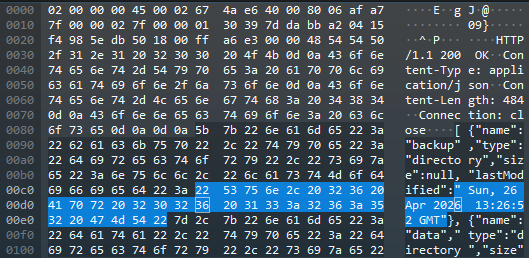 0000 02 00 00 00 45 00 02 67 4a e6 40 00 80 06 af a7 ····E··g J·@·····
0010 7f 00 00 02 7f 00 00 01 30 39 7d da bb a2 04 15 ········ 09}·····
0020 f4 98 5e db 50 18 00 ff a6 e3 00 00 48 54 54 50 ··^·P··· ····HTTP
0030 2f 31 2e 31 20 32 30 30 20 4f 4b 0d 0a 43 6f 6e /1.1 200  OK··Con
0040 74 65 6e 74 2d 54 79 70 65 3a 20 61 70 70 6c 69 tent-Typ e: appli
0050 63 61 74 69 6f 6e 2f 6a 73 6f 6e 0d 0a 43 6f 6e cation/j son··Con
0060 74 65 6e 74 2d 4c 65 6e 67 74 68 3a 20 34 38 34 tent-Len gth: 484
0070 0d 0a 43 6f 6e 6e 65 63 74 69 6f 6e 3a 20 63 6c ··Connec tion: cl
0080 6f 73 65 0d 0a 0d 0a 5b 7b 22 6e 61 6d 65 22 3a ose····[ {"name":
0090 22 62 61 63 6b 75 70 22 2c 22 74 79 70 65 22 3a "backup" ,"type":
00a0 22 64 69 72 65 63 74 6f 72 79 22 2c 22 73 69 7a "directo ry","siz
00b0 65 22 3a 6e 75 6c 6c 2c 22 6c 61 73 74 4d 6f 64 e":null, "lastMod
00c0 69 66 69 65 64 22 3a 22 53 75 6e 2c 20 32 36 20 ified":" Sun, 26
00d0 41 70 72 20 32 30 32 36 20 31 33 3a 32 36 3a 35 Apr 2026  13:26:5
00e0 32 20 47 4d 54 22 7d 2c 7b 22 6e 61 6d 65 22 3a 2 GMT"}, {"name":
00f0 22 64 61 74 61 22 2c 22 74 79 70 65 22 3a 22 64 "data"," type":"d
0100 69 72 65 63 74 6f 72 79 22 2c 22 73 69 7a 65 22 irectory ","size"